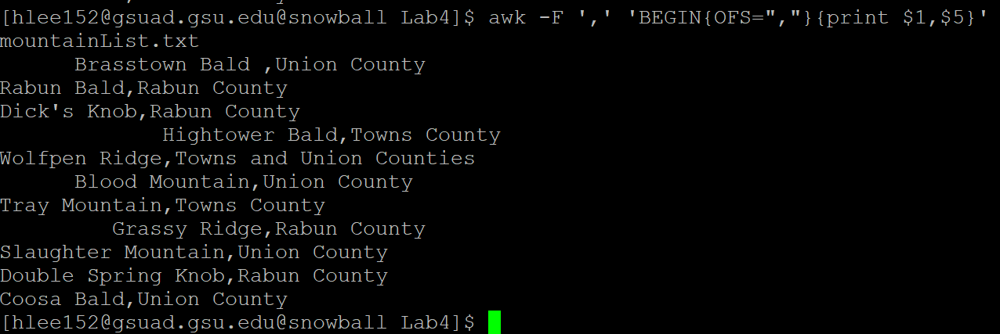 [hlee152@gsuad.gsu.edu@snowball Lab4]$ awk -F ',' 'BEGIN{OFS=","}{print $1,$5}'
mountainList.txt
      Brasstown Bald ,Union County
Rabun Bald,Rabun County
Dick's Knob,Rabun County
             Hightower Bald,Towns County
Wolfpen Ridge,Towns and Union Counties
      Blood Mountain,Union County
Tray Mountain,Towns County
         Grassy Ridge,Rabun County
Slaughter Mountain,Union County
Double Spring Knob,Rabun County
Coosa Bald,Union County
[hlee152@gsuad.gsu.edu@snowball Lab4]$